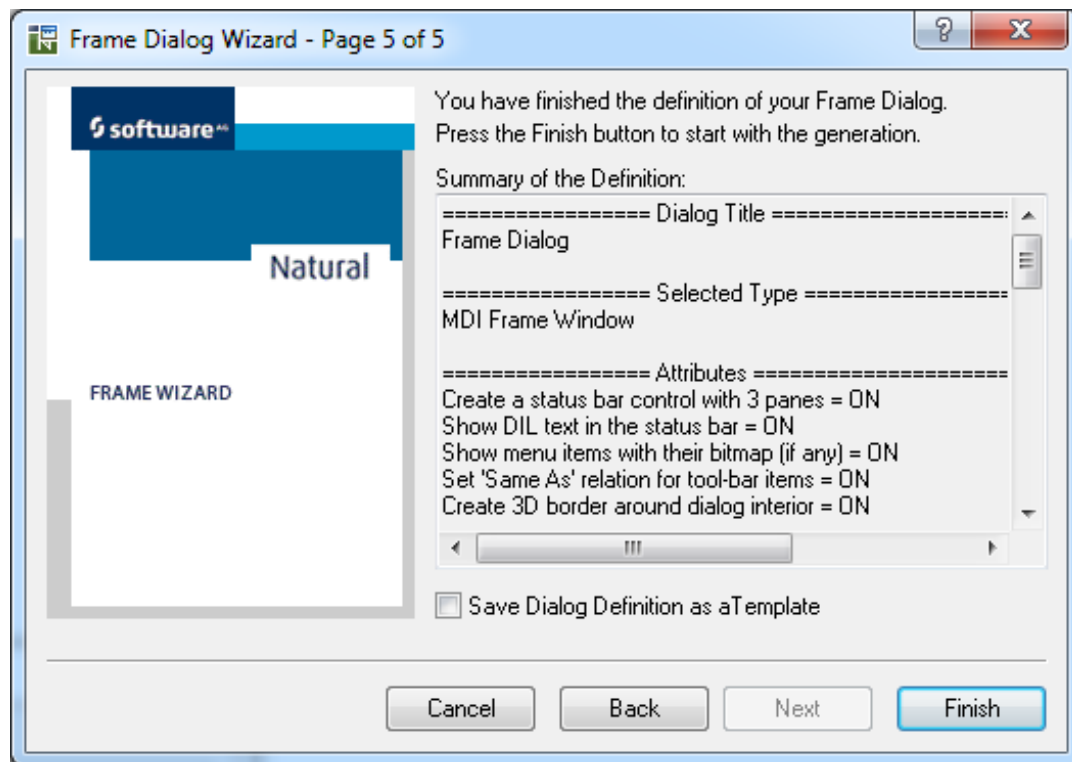 Frame Dialog Wizard - Page 5 of 5
software AG
Natural
FRAME WIZARD
You have finished the definition of your Frame Dialog.
Press the Finish button to start with the generation.
Summary of the Definition:
================= Dialog Title ====================
Frame Dialog
================= Selected Type =================
MDI Frame Window
================= Attributes =====================
Create a status bar control with 3 panes = ON
Show DIL text in the status bar = ON
Show menu items with their bitmap (if any) = ON
Set 'Same As' relation for tool-bar items = ON
Create 3D border around dialog interior = ON
Save Dialog Definition as aTemplate
Cancel
Back
Next
Finish